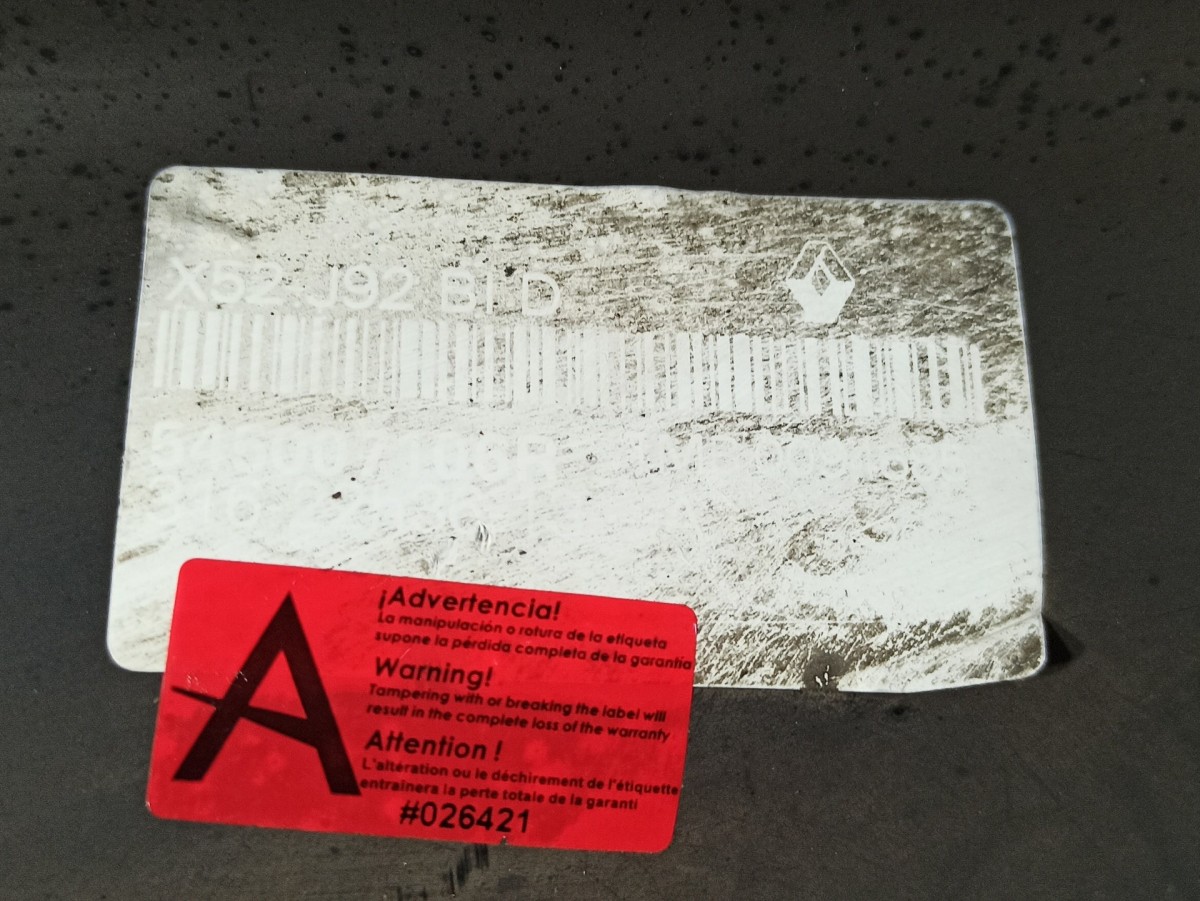 X52 J92 BI D
¡Advertencia!
La manipulación o rotura de la etiqueta
supone la pérdida completa de la garantía
Warning!
Tampering with or breaking the label will
result in the complete loss of the warranty
Attention !
L'altération ou le déchirement de l'étiquette
entraînera la perte totale de la garanti
#026421